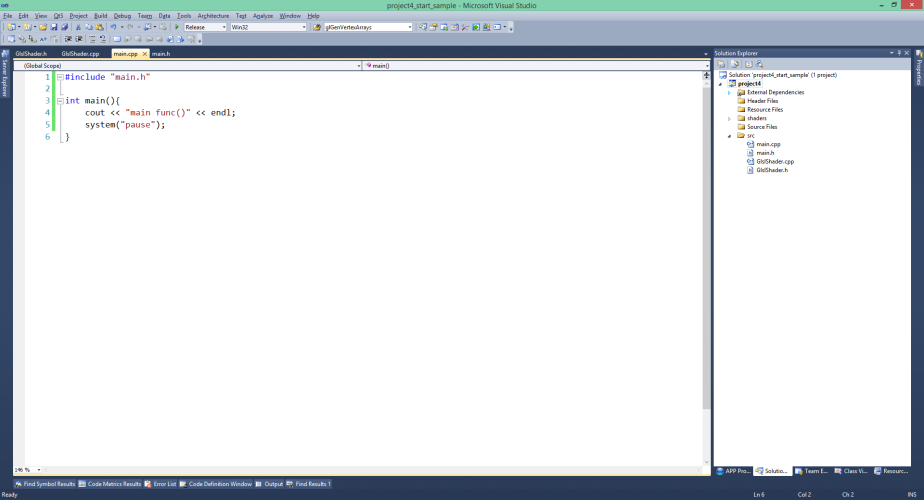 project4_start_sample - Microsoft Visual Studio
File Edit View Qt5 Project Build Debug Team Data Tools Architecture Test Analyze Window Help
Release Win32 glGenVertexArrays
GlslShader.h GlslShader.cpp main.cpp × main.h
(Global Scope) main()
1 #include "main.h"
2
3 int main(){
4 cout << "main func()" << endl;
5 system("pause");
6 }
146 %
Server Explorer
Solution Explorer
Solution 'project4_start_sample' (1 project)
project4
External Dependencies
Header Files
Resource Files
shaders
Source Files
src
main.cpp
main.h
GlslShader.cpp
GlslShader.h
Properties
APP Pro... Solutio... Team E... Class Vi... Resourc...
Find Symbol Results Code Metrics Results Error List Code Definition Window Output Find Results 1
Ready Ln 6 Col 2 Ch 2 INS